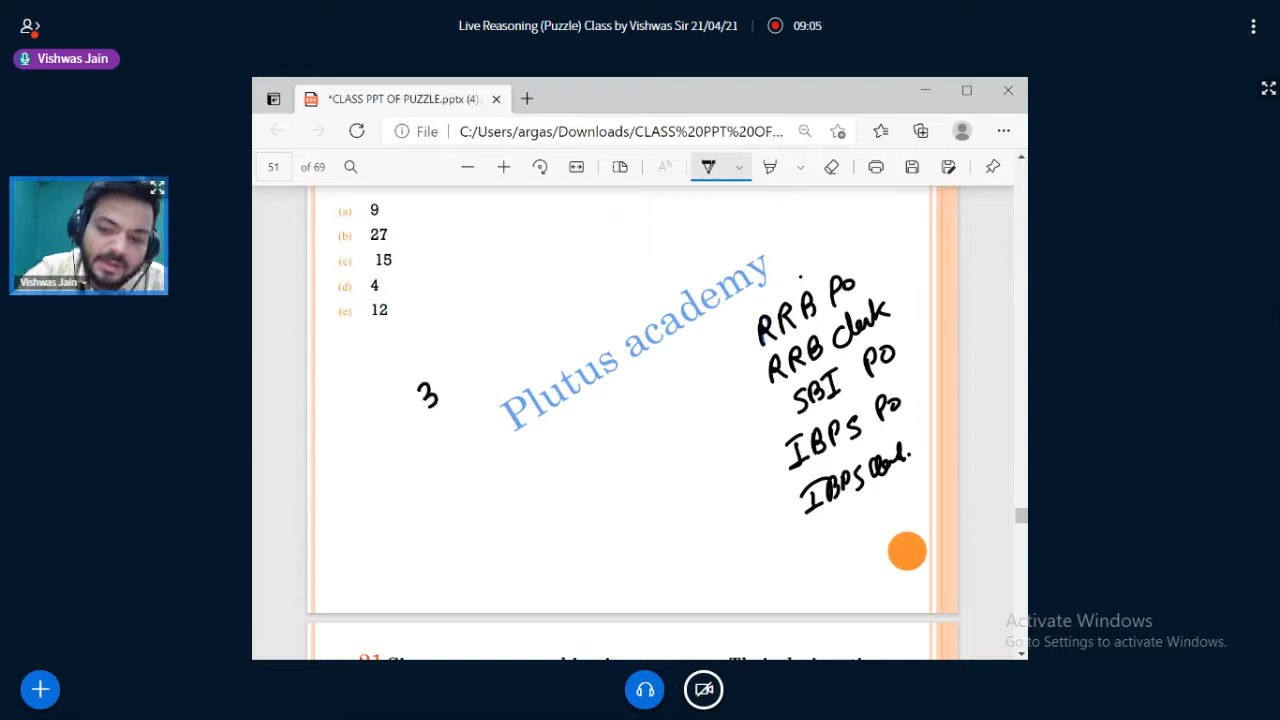 Live Reasoning (Puzzle) Class by Vishwas Sir 21/04/21
09:05
Vishwas Jain
*CLASS PPT OF PUZZLE.pptx (4)
File
C:/Users/argas/Downloads/CLASS%20PPT%20OF...
51 of 69
(a) 9
(b) 27
(c) 15
(d) 4
(e) 12
Plutus academy
3
RRB PO
RRB Clerk
SBI PO
IBPS PO
IBPS Clerk.
Vishwas Jain
Activate Windows
Go to Settings to activate Windows.